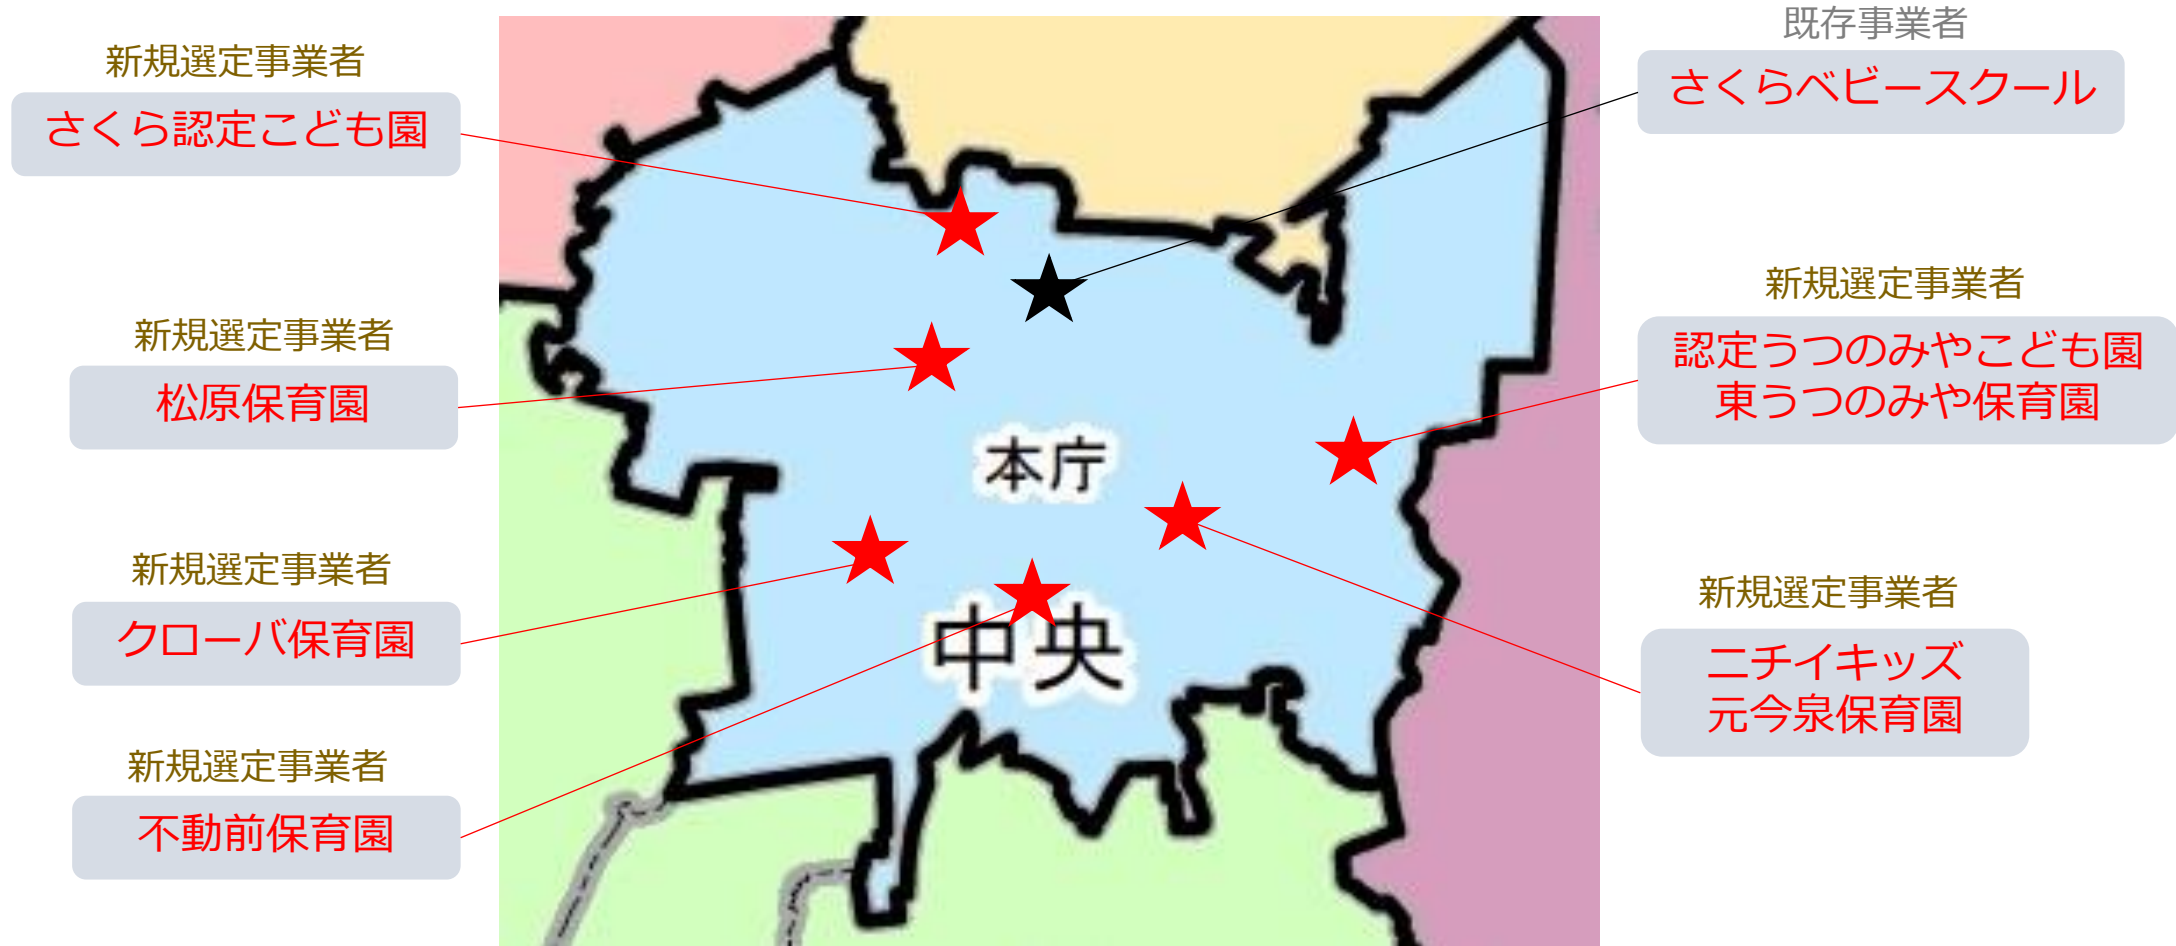 新規選定事業者
さくら認定こども園
新規選定事業者
松原保育園
新規選定事業者
クローバ保育園
新規選定事業者
不動前保育園
本庁
中央
既存事業者
さくらベビースクール
新規選定事業者
認定うつのみやこども園
東うつのみや保育園
新規選定事業者
ニチイキッズ
元今泉保育園